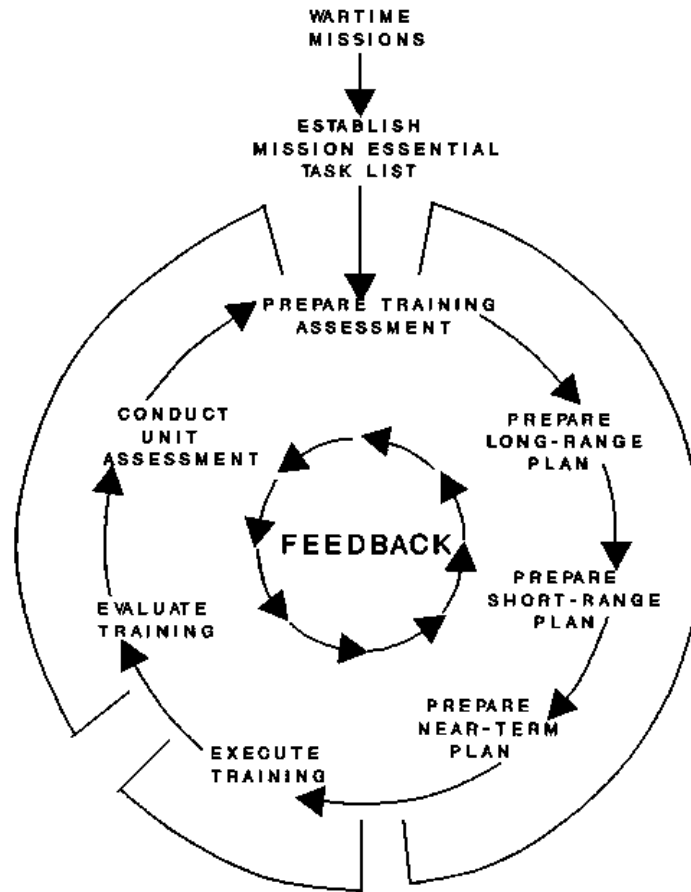 WARTIME
MISSIONS
ESTABLISH
MISSION ESSENTIAL
TASK LIST
PREPARE TRAINING
ASSESSMENT
PREPARE
LONG-RANGE
PLAN
PREPARE
SHORT-RANGE
PLAN
PREPARE
NEAR-TERM
PLAN
EXECUTE
TRAINING
EVALUATE
TRAINING
CONDUCT
UNIT
ASSESSMENT
FEEDBACK